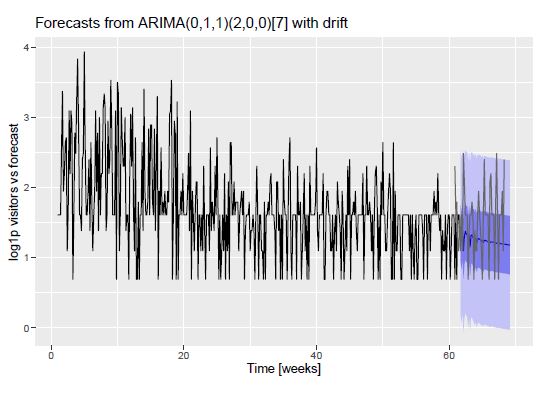 Forecasts from ARIMA(0,1,1)(2,0,0)[7] with drift
log1p visitors vs forecast
4
3
2
1
0
0 20 40 60
Time [weeks]